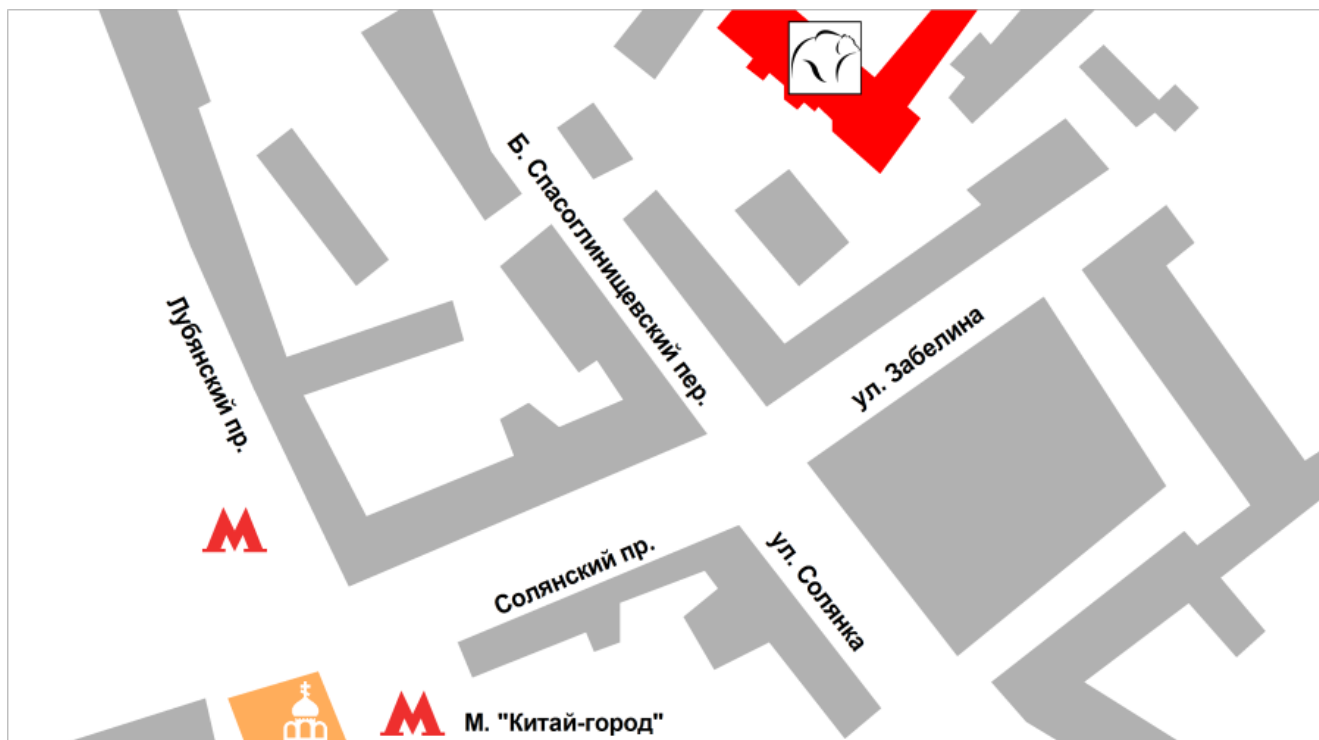 Б. Спасоглинищевский пер.
Лубянский пр.
ул. Забелина
Солянский пр.
ул. Солянка
М. "Китай-город"